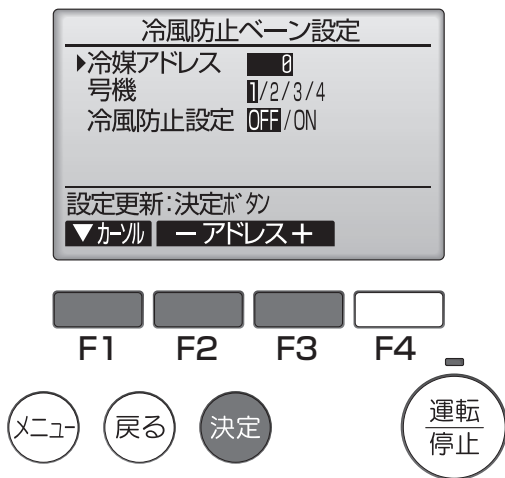 冷風防止ベーン設定
▶冷媒アドレス 0
号機 1/2/3/4
冷風防止設定 OFF/ON
設定更新:決定ボタン
▼カーソル ーアドレス+
F1 F2 F3 F4
メニュー 戻る 決定 運転
停止